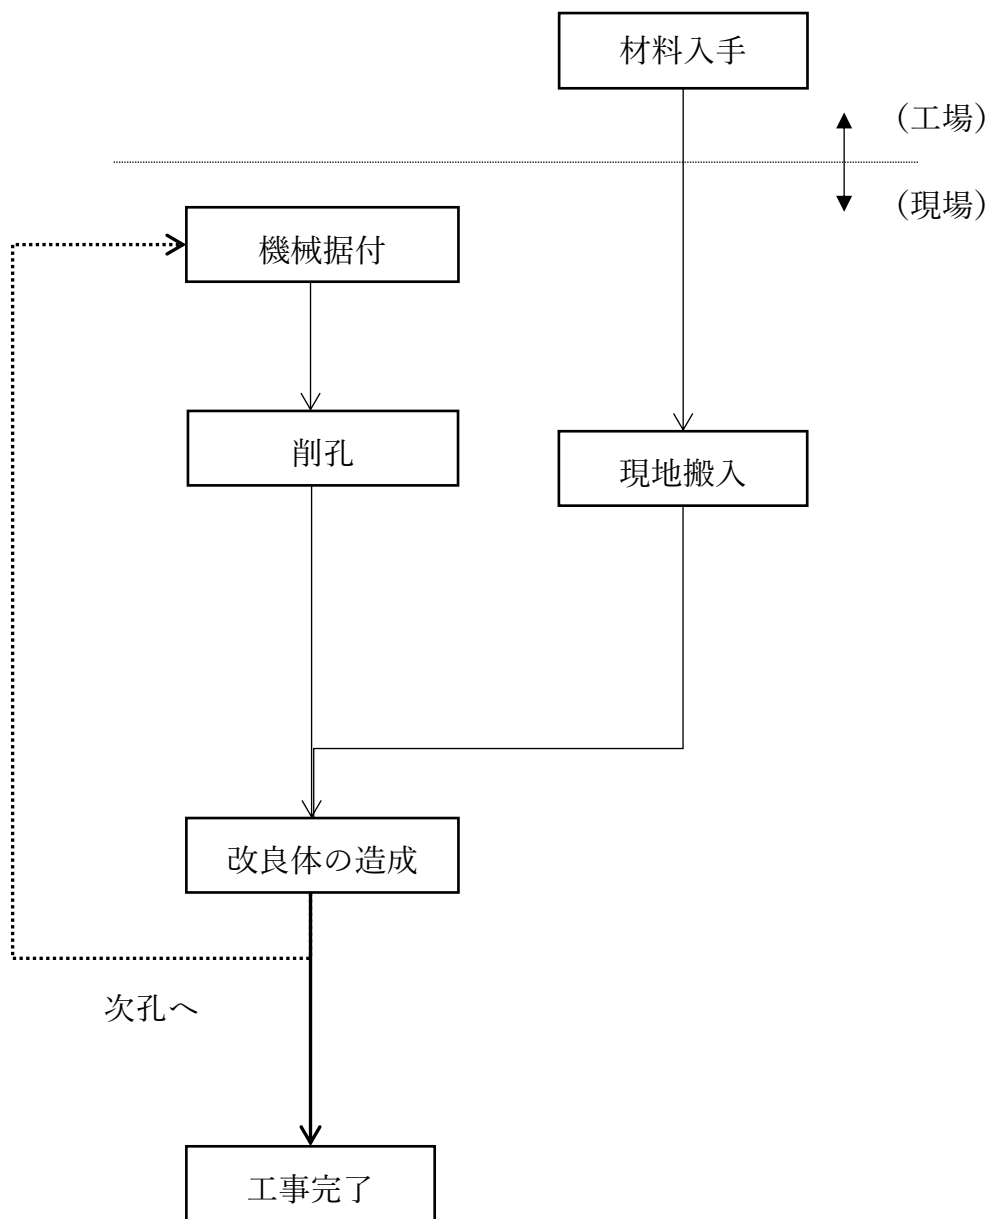 材料入手
（工場）
（現場）
機械据付
削孔
現地搬入
改良体の造成
次孔へ
工事完了